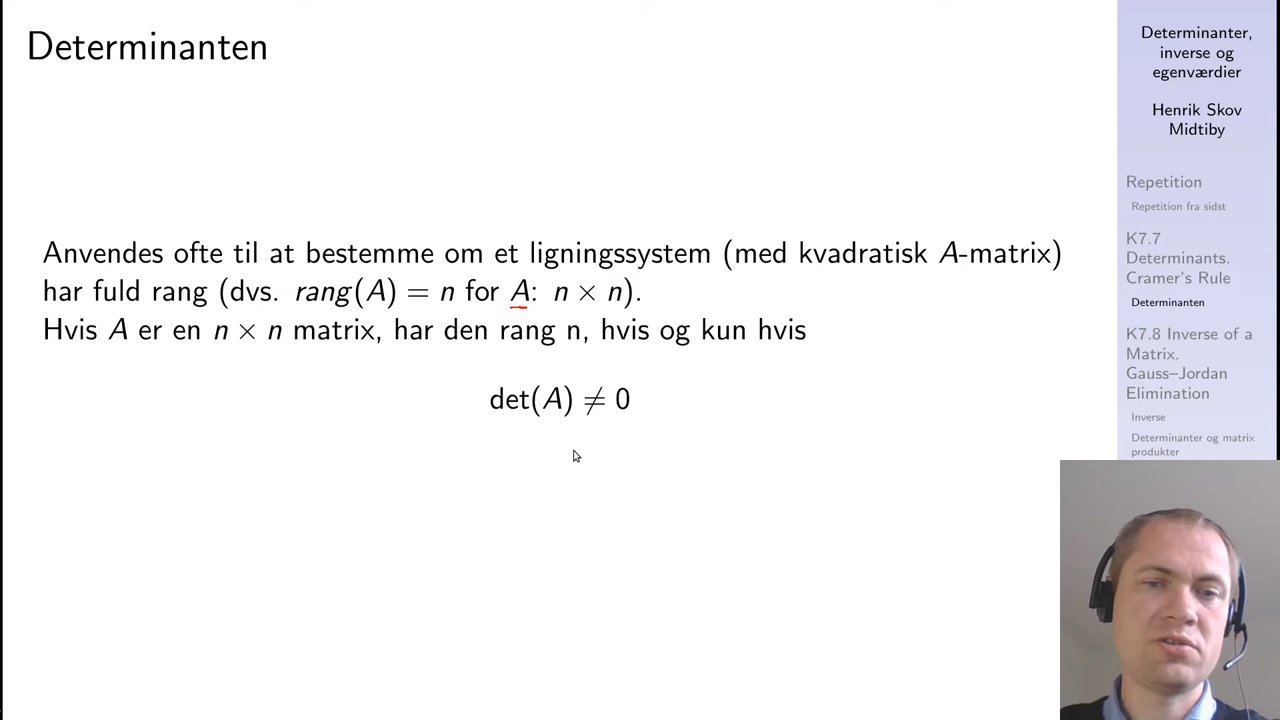 Determinanten
Anvendes ofte til at bestemme om et ligningssystem (med kvadratisk A-matrix)
har fuld rang (dvs. rang(A) = n for A: n × n).
Hvis A er en n × n matrix, har den rang n, hvis og kun hvis
det(A) ≠ 0
Determinanter,
inverse og
egenværdier
Henrik Skov
Midtiby
Repetition
Repetition fra sidst
K7.7
Determinants.
Cramer's Rule
Determinanten
K7.8 Inverse of a
Matrix.
Gauss–Jordan
Elimination
Inverse
Determinanter og matrix
produkter